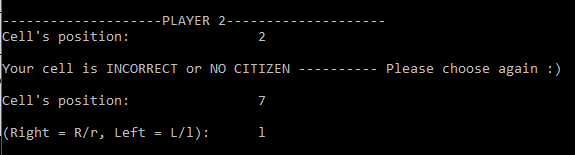 --------------------PLAYER 2--------------------
Cell's position: 2
Your cell is INCORRECT or NO CITIZEN ---------- Please choose again :)
Cell's position: 7
(Right = R/r, Left = L/l): l